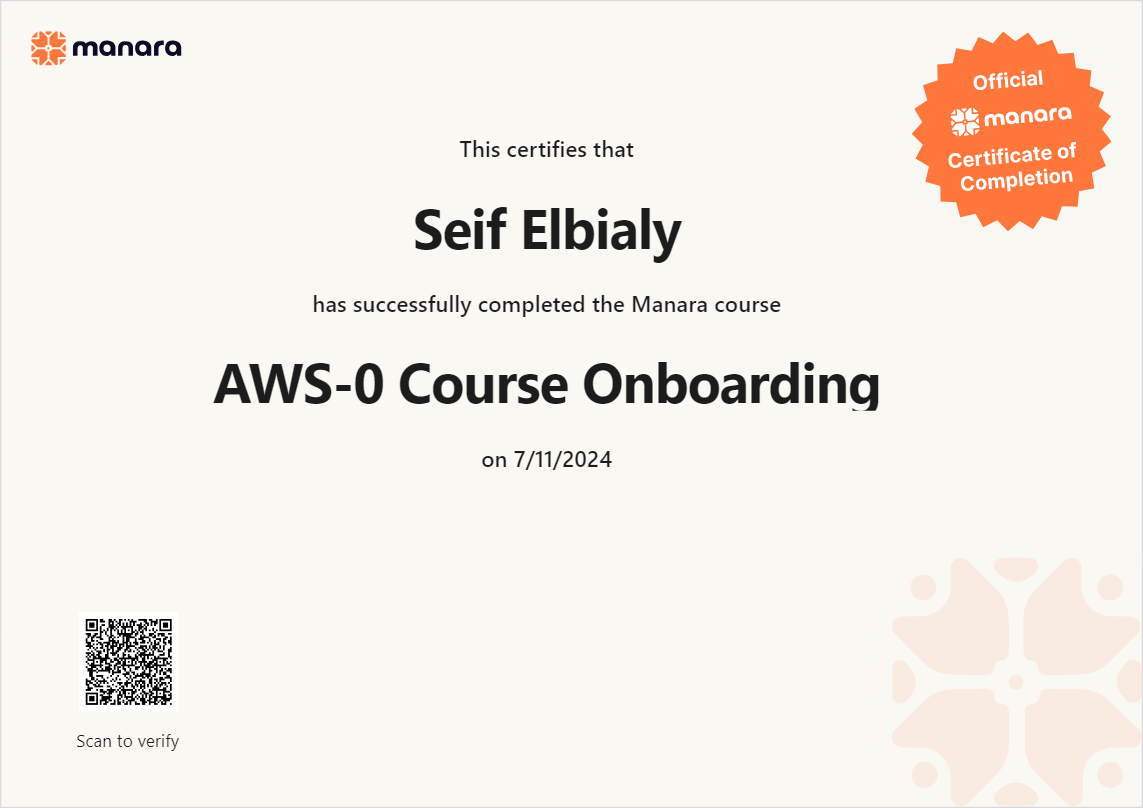 manara
Official
manara
Certificate of
Completion
This certifies that
Seif Elbialy
has successfully completed the Manara course
AWS-0 Course Onboarding
on 7/11/2024
Scan to verify